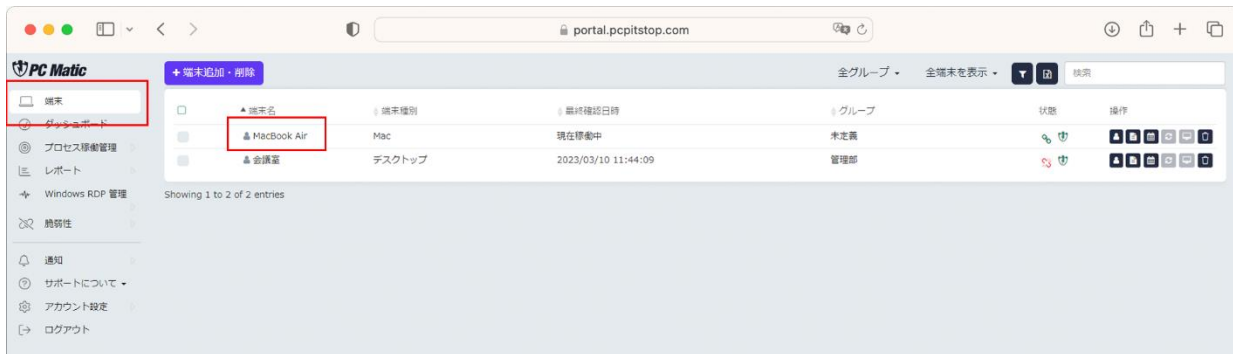 portal.pcpitstop.com
PC Matic
+ 端末追加・削除
全グループ
全端末を表示
検索
端末
ダッシュボード
プロセス稼働管理
レポート
Windows RDP 管理
脆弱性
通知
サポートについて
アカウント設定
ログアウト
端末名 端末種別 最終確認日時 グループ 状態 操作
MacBook Air Mac 現在稼働中 未定義
会議室 デスクトップ 2023/03/10 11:44:09 管理部
Showing 1 to 2 of 2 entries